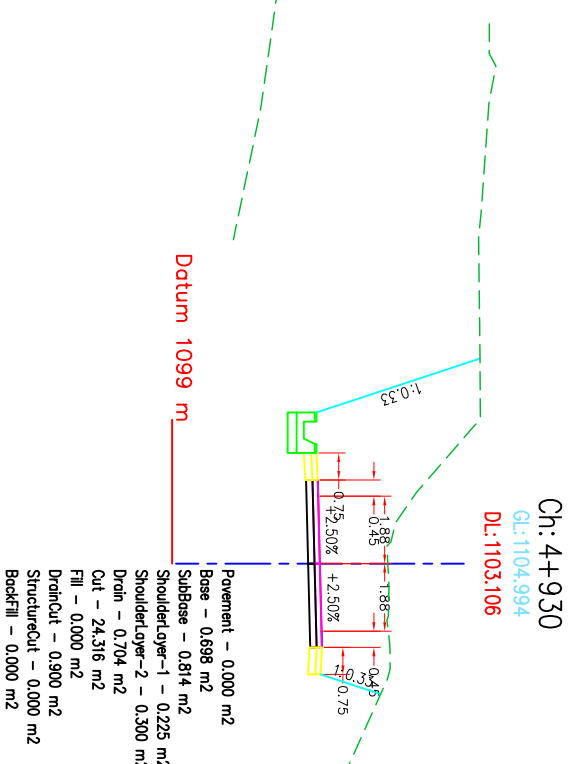 Ch: 4+930
GL:1104.994
DL:1103.106
1:0.33
0.75
0.45
1.88
1.88
+2.50%
+2.50%
0.45
1:0.33
0.75
Datum 1099 m
Pavement - 0.000 m2
Base - 0.698 m2
SubBase - 0.814 m2
ShoulderLayer-1 - 0.225 m2
ShoulderLayer-2 - 0.300 m2
Drain - 0.704 m2
Cut - 24.316 m2
Fill - 0.000 m2
DrainCut - 0.900 m2
StructureCut - 0.000 m2
BackFill - 0.000 m2